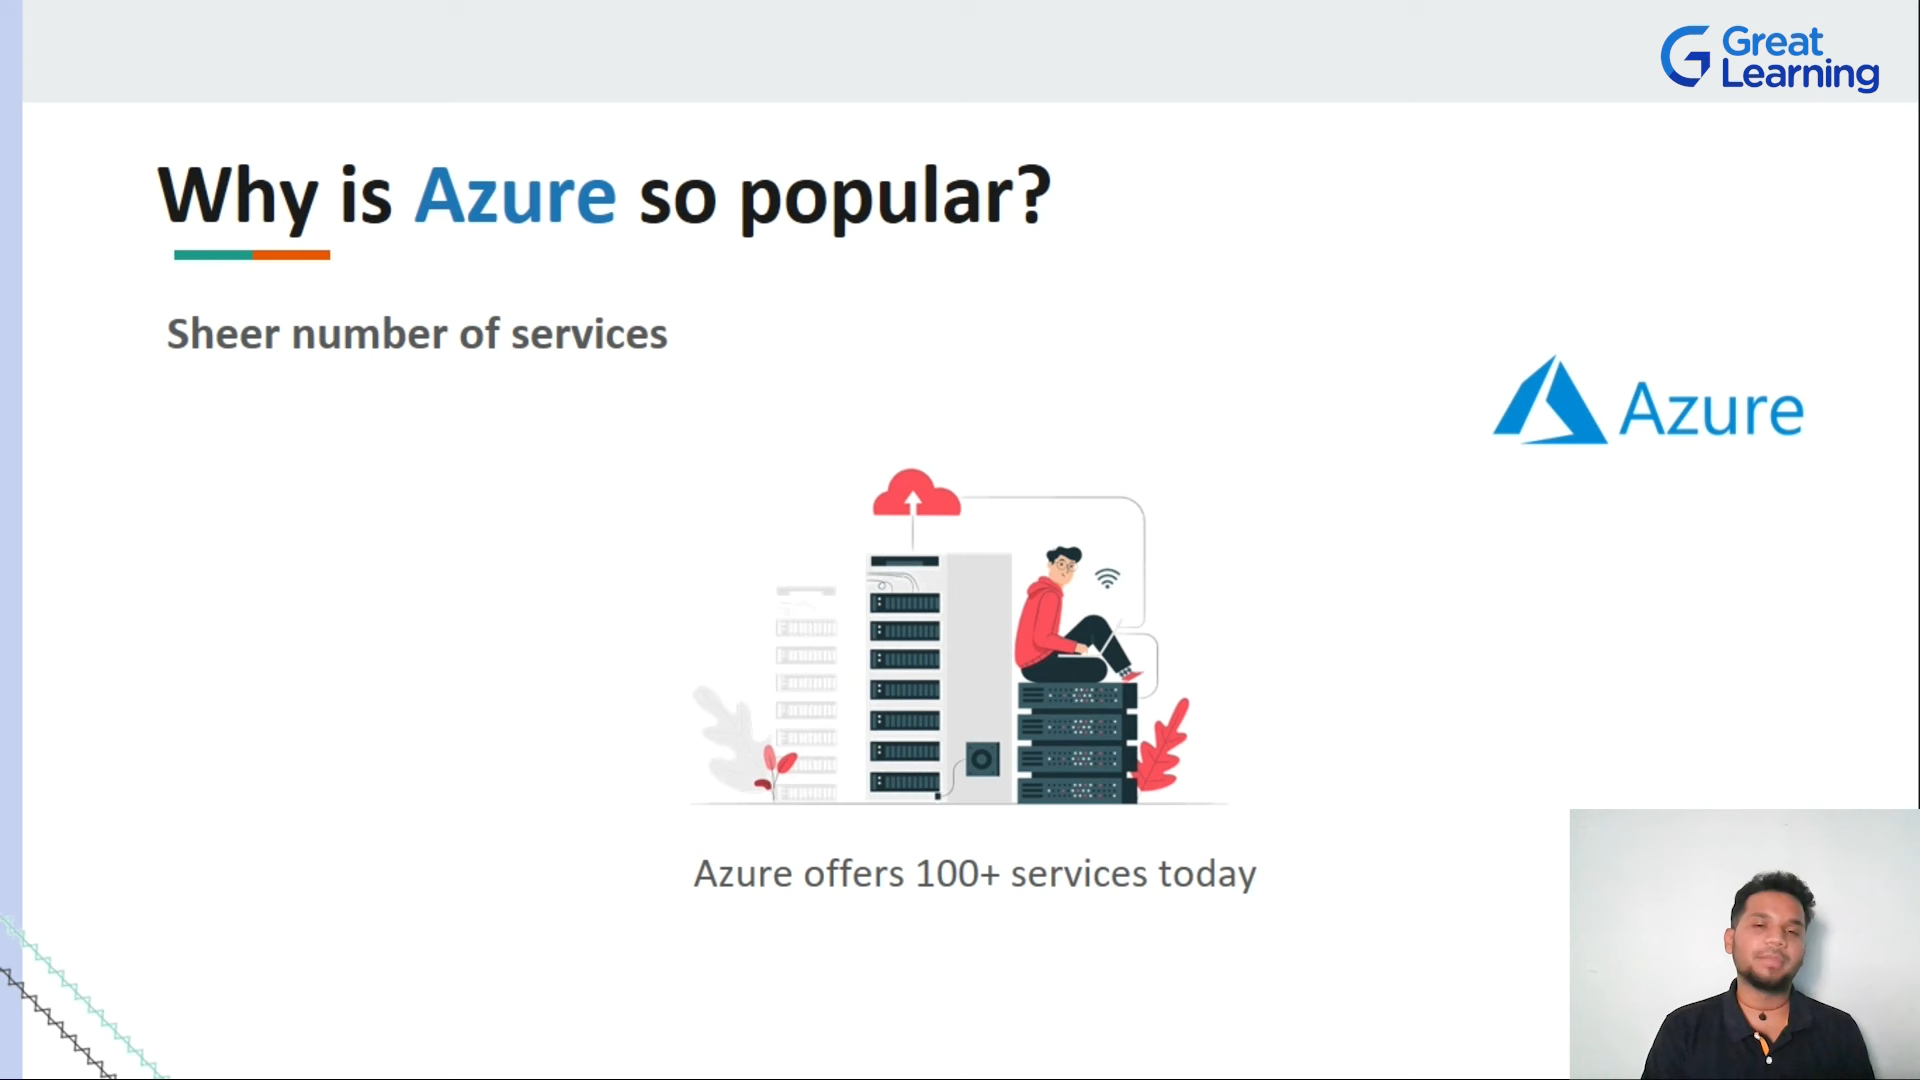 Great
Learning
Why is Azure so popular?
Sheer number of services
Azure
Azure offers 100+ services today